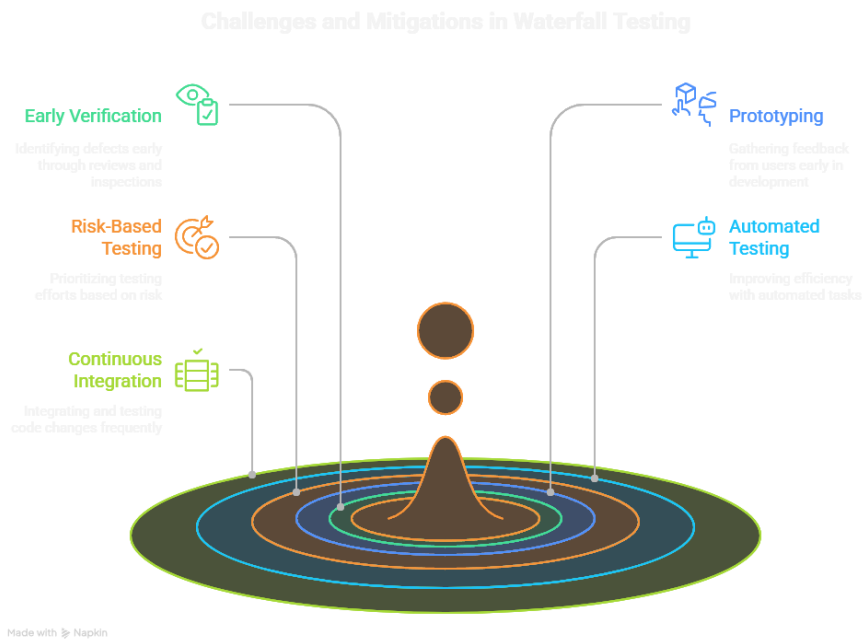 Challenges and Mitigations in Waterfall Testing
Early Verification
Identifying defects early
through reviews and
inspections
Risk-Based
Testing
Prioritizing testing
efforts based on risk
Continuous
Integration
Integrating and testing
code changes frequently
Prototyping
Gathering feedback
from users early in
development
Automated
Testing
Improving efficiency
with automated tasks
Made with Napkin